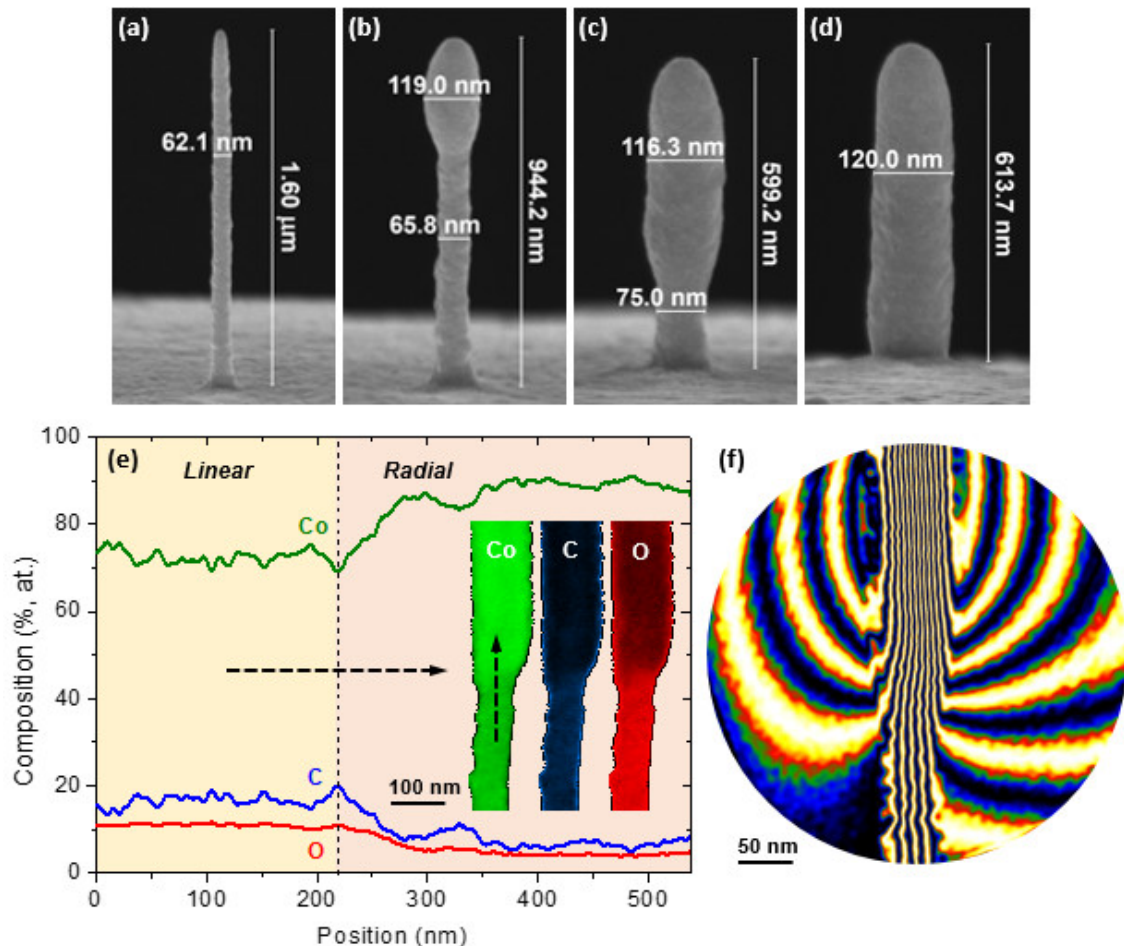 (a)
62.1 nm
1.60 µm
(b)
119.0 nm
65.8 nm
944.2 nm
(c)
116.3 nm
75.0 nm
599.2 nm
(d)
120.0 nm
613.7 nm
(e)
Linear
Radial
Co
C
O
Co
C
O
100 nm
100
80
60
40
20
0
Composition (%, at.)
0
100
200
300
400
500
Position (nm)
(f)
50 nm